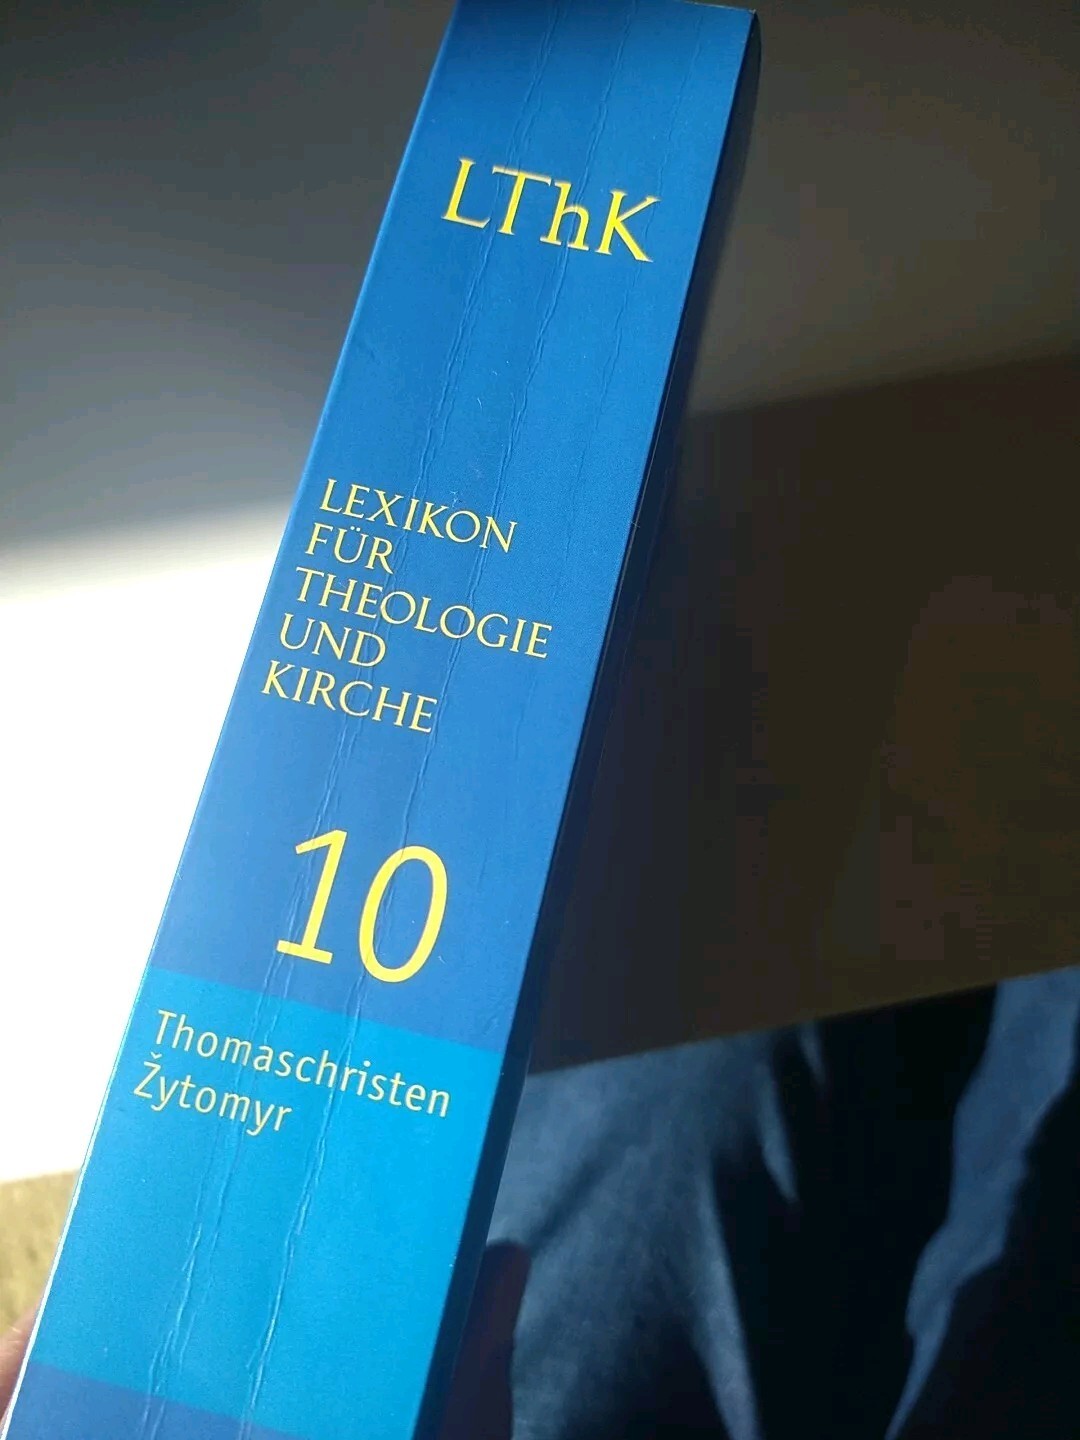 LThK
LEXIKON
FÜR
THEOLOGIE
UND
KIRCHE
10
Thomaschristen
Žytomyr